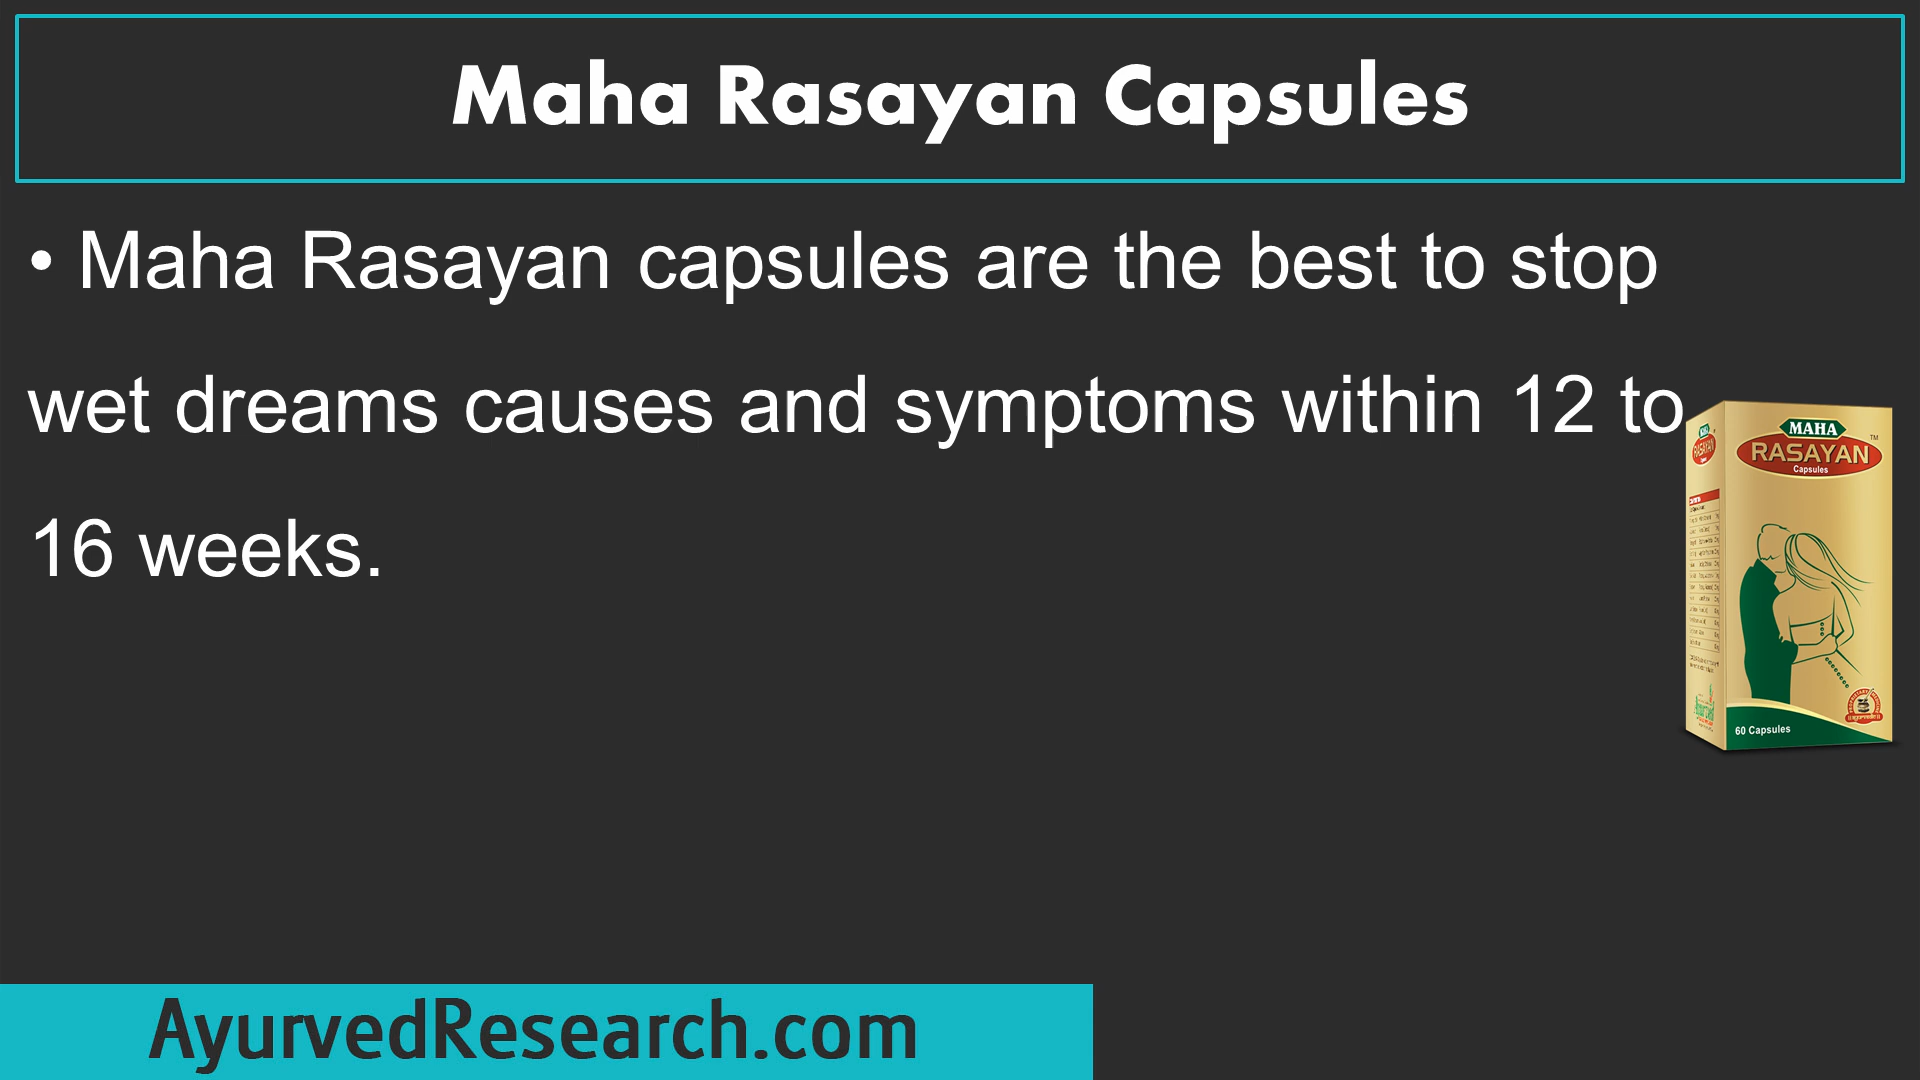 Maha Rasayan Capsules
• Maha Rasayan capsules are the best to stop
wet dreams causes and symptoms within 12 to
16 weeks.
MAHA
RASAYAN
TM
Capsules
60 Capsules
AyurvedResearch.com